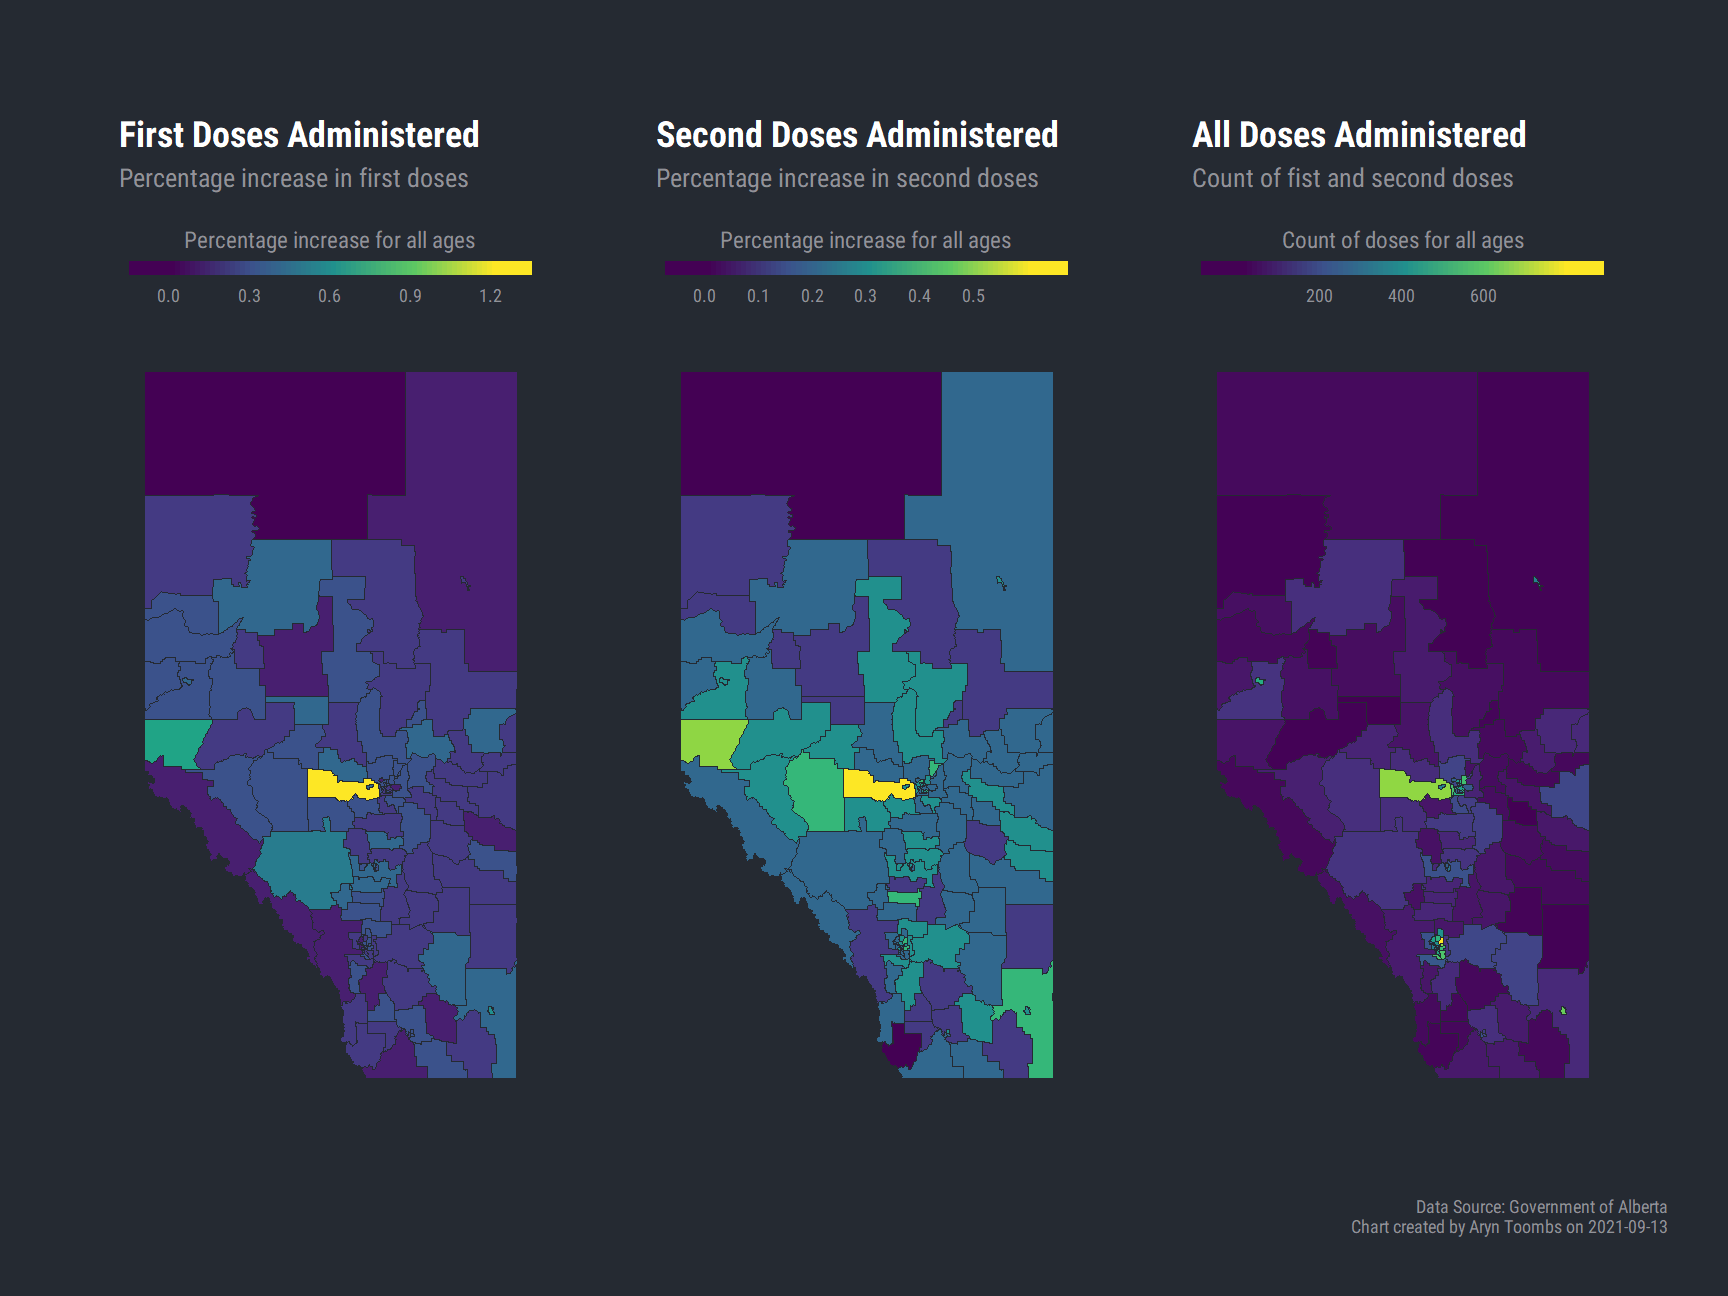 First Doses Administered
Percentage increase in first doses
Percentage increase for all ages
0.0 0.3 0.6 0.9 1.2
Second Doses Administered
Percentage increase in second doses
Percentage increase for all ages
0.0 0.1 0.2 0.3 0.4 0.5
All Doses Administered
Count of fist and second doses
Count of doses for all ages
200 400 600
Data Source: Government of Alberta
Chart created by Aryn Toombs on 2021-09-13